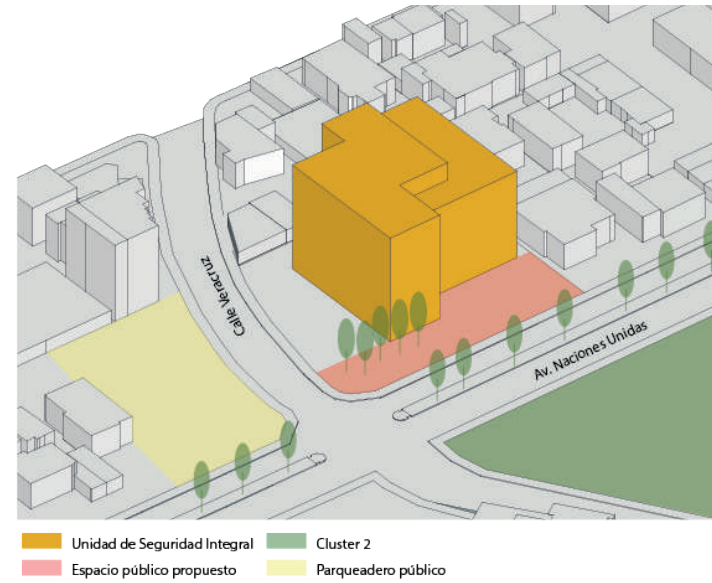 Calle Veracruz
Av. Naciones Unidas
Unidad de Seguridad Integral
Cluster 2
Espacio público propuesto
Parqueadero público